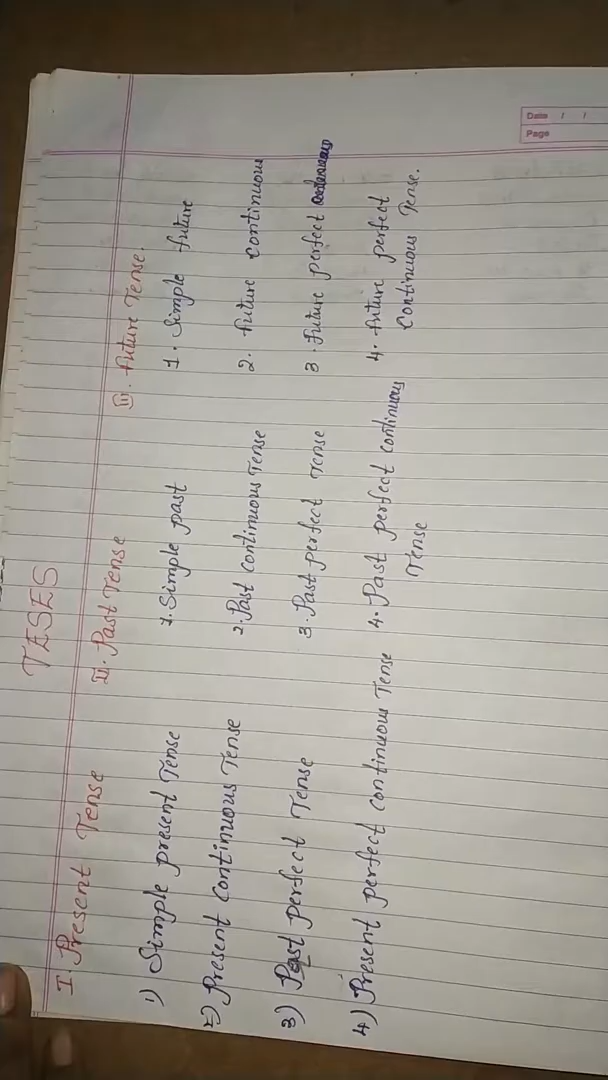 Date / /
Page
TESES
I. Present Tense
1) Simple present Tense
2) Present Continuous Tense
3) Past perfect Tense
4) Present perfect continuous Tense
II. Past Tense
1. Simple past
2. Past continuous Tense
3. Past perfect Tense
4. Past perfect continuous
Tense
III. future Tense.
1. Simple future
2. future continuous
3. future perfect
4. future perfect
Continuous Tense.